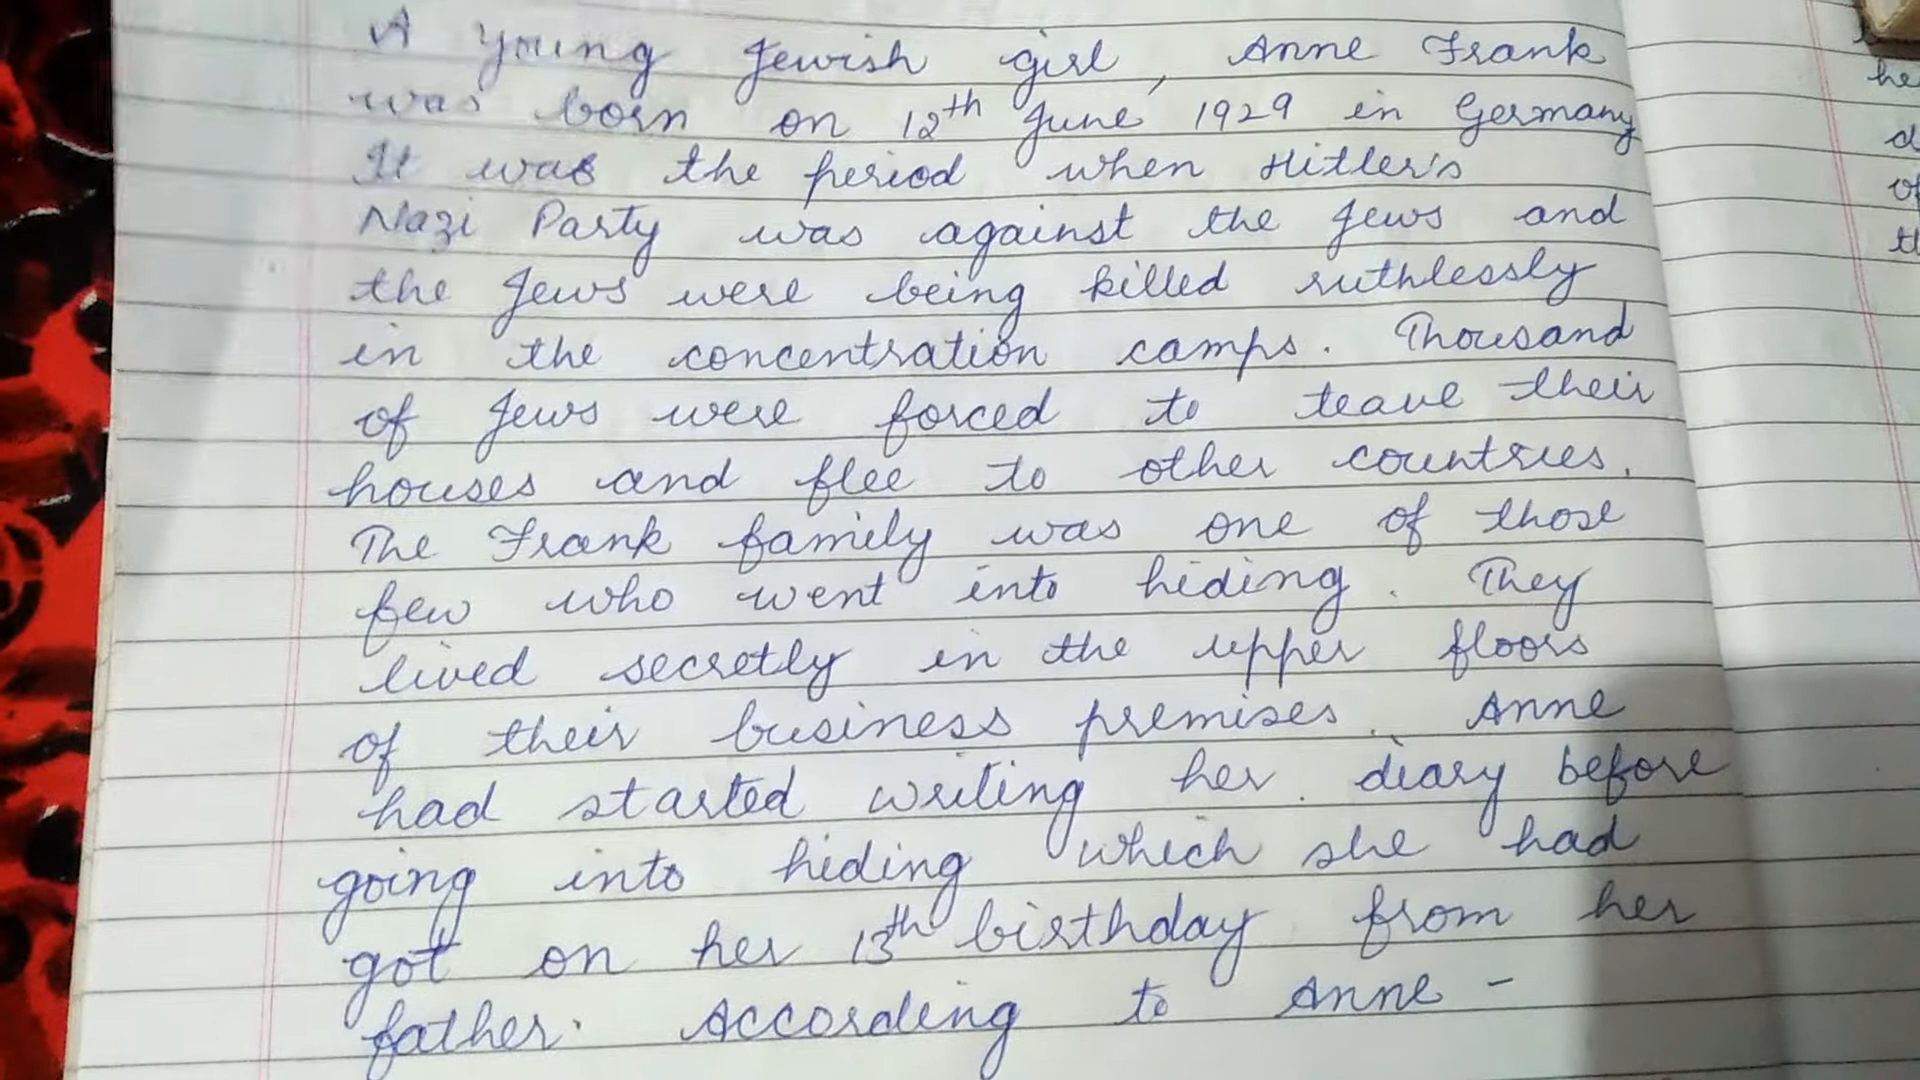 A young Jewish girl, Anne Frank
was born on 12th June 1929 in Germany
It was the period when Hitler's
Nazi Party was against the Jews and
the Jews were being killed ruthlessly
in the concentration camps. Thousand
of Jews were forced to leave their
houses and flee to other countries.
The Frank family was one of those
few who went into hiding. They
lived secretly in the upper floors
of their business premises. Anne
had started writing her diary before
going into hiding which she had
got on her 13th birthday from her
father. According to Anne -
he
d
of
th